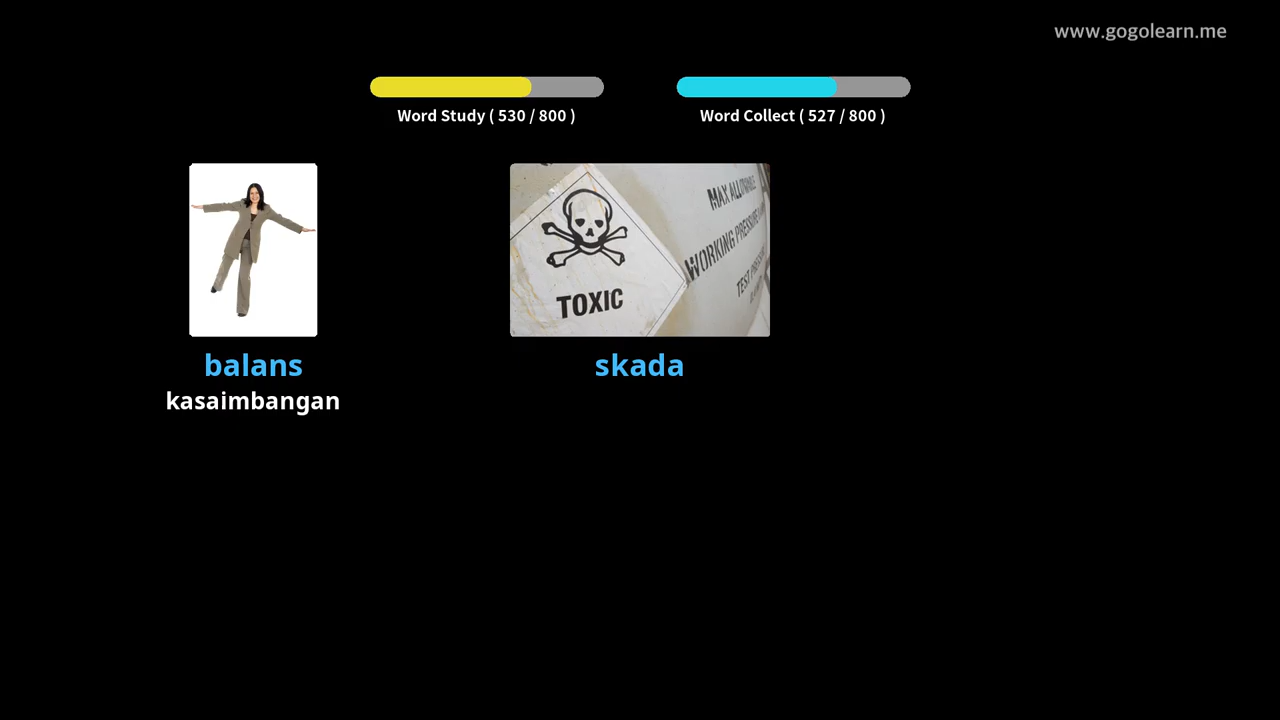 www.gogolearn.me
Word Study ( 530 / 800 )
Word Collect ( 527 / 800 )
TOXIC
MAX ALLOWABLE
WORKING PRESSURE
TEST
balans
skada
kasaimbangan